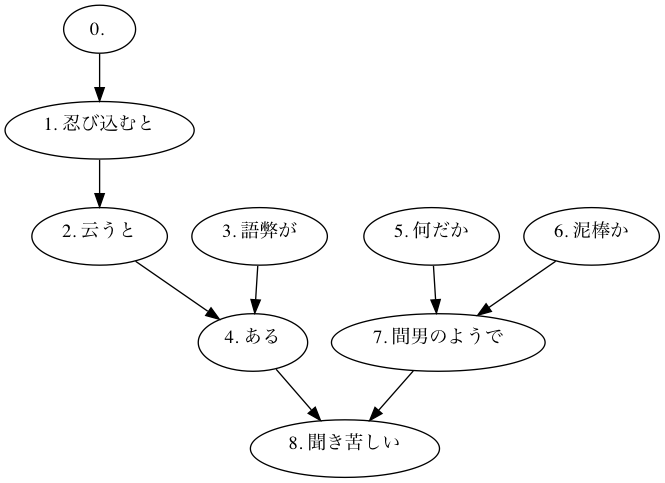 0.
1. 忍び込むと
2. 云うと
3. 語弊が
5. 何だか
6. 泥棒か
4. ある
7. 間男のようで
8. 聞き苦しい